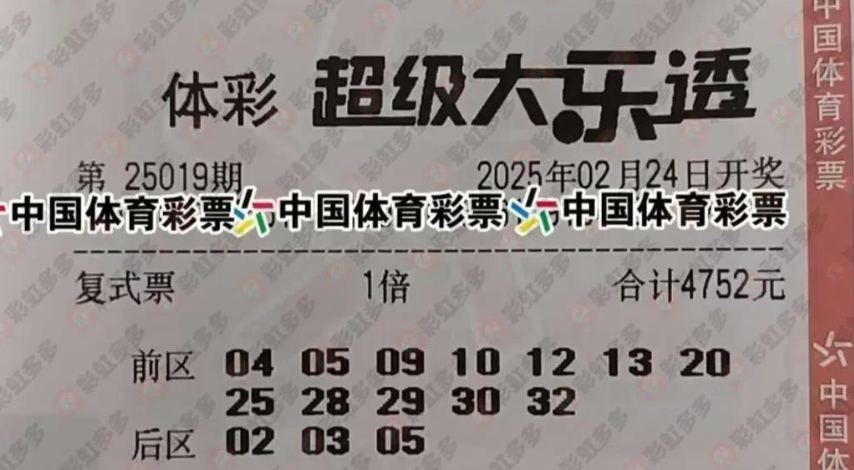 体彩 超级大乐透
第 25019期 2025年02月24日开奖
中国体育彩票 中国体育彩票 中国体育彩票
复式票 1倍 合计4752元
前区 04 05 09 10 12 13 20
25 28 29 30 32
后区 02 03 05
中国体育彩票
中国体
彩虹多多